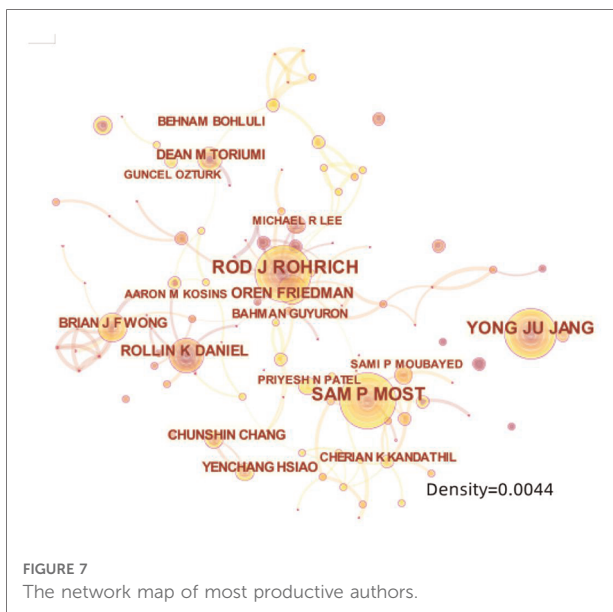 BEHNAM BOHLULI
DEAN M TORIUMI
GUNCEL OZTURK
MICHAEL R LEE
ROD J ROHRICH
AARON M KOSINS OREN FRIEDMAN
BAHMAN GUYURON
BRIAN J F WONG
YONG JU JANG
ROLLIN K DANIEL
SAMI P MOUBAYED
PRIYESH N PATEL
SAM P MOST
CHUNSHIN CHANG
CHERIAN K KANDATHIL
YENCHANG HSIAO
Density=0.0044
FIGURE 7
The network map of most productive authors.